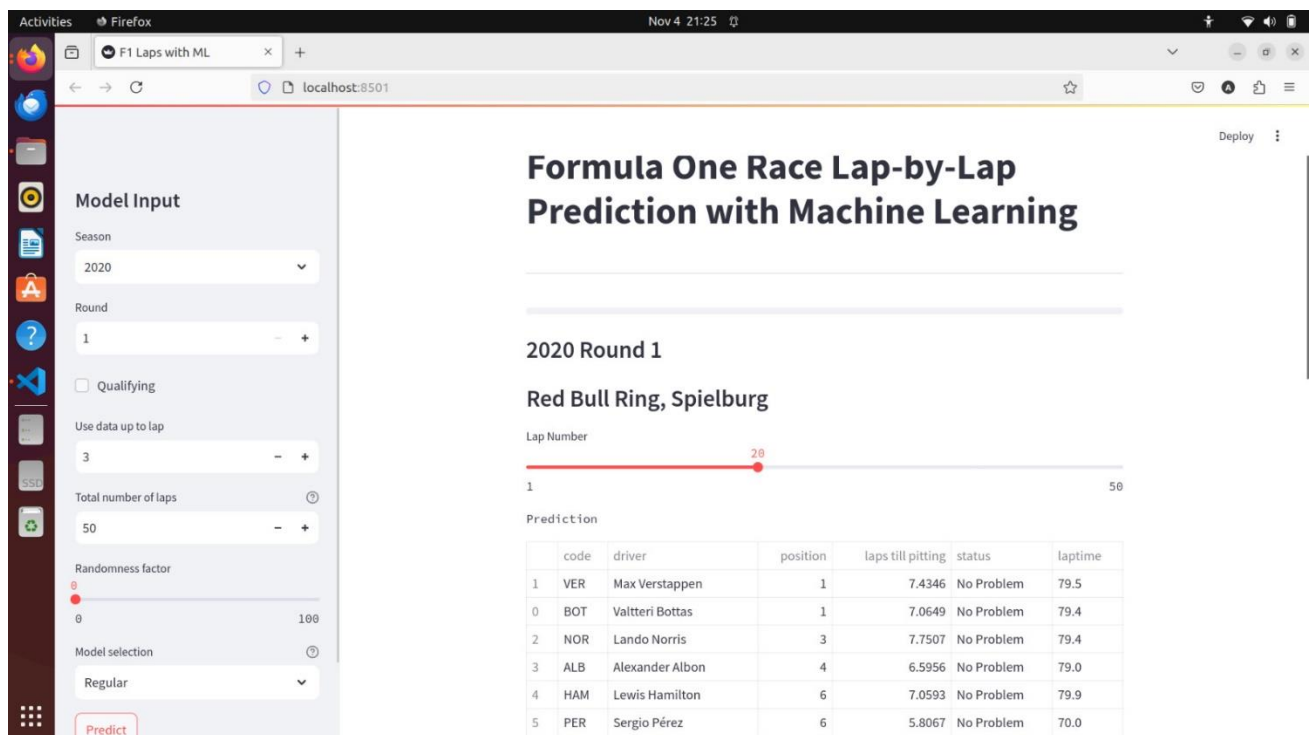 Activities Firefox Nov 4 21:25
F1 Laps with ML
localhost:8501
Deploy
Model Input
Season
2020
Round
1
Qualifying
Use data up to lap
3
Total number of laps
50
Randomness factor
0
0 100
Model selection
Regular
Predict
Formula One Race Lap-by-Lap
Prediction with Machine Learning
2020 Round 1
Red Bull Ring, Spielburg
Lap Number
20
1 50
Prediction
code driver position laps till pitting status laptime
1 VER Max Verstappen 1 7.4346 No Problem 79.5
0 BOT Valtteri Bottas 1 7.0649 No Problem 79.4
2 NOR Lando Norris 3 7.7507 No Problem 79.4
3 ALB Alexander Albon 4 6.5956 No Problem 79.0
4 HAM Lewis Hamilton 6 7.0593 No Problem 79.9
5 PER Sergio Pérez 6 5.8067 No Problem 70.0
SSD